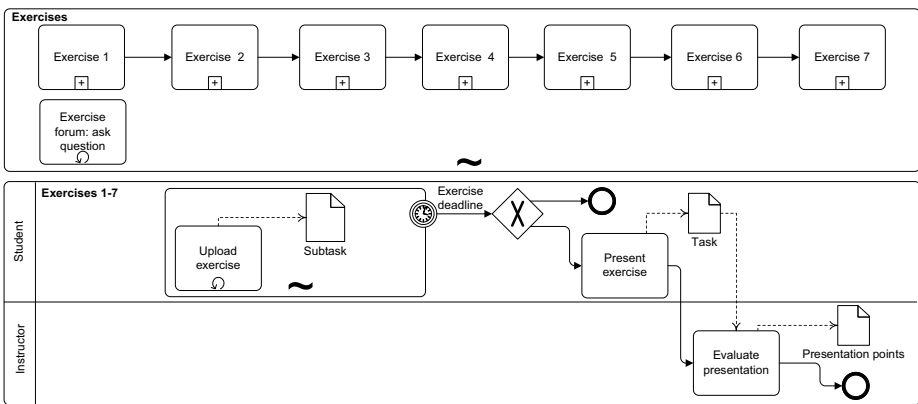 Exercises
Exercise 1
Exercise 2
Exercise 3
Exercise 4
Exercise 5
Exercise 6
Exercise 7
Exercise
forum: ask
question
Exercises 1-7
Student
Upload
exercise
Subtask
Exercise
deadline
Present
exercise
Task
Instructor
Evaluate
presentation
Presentation points